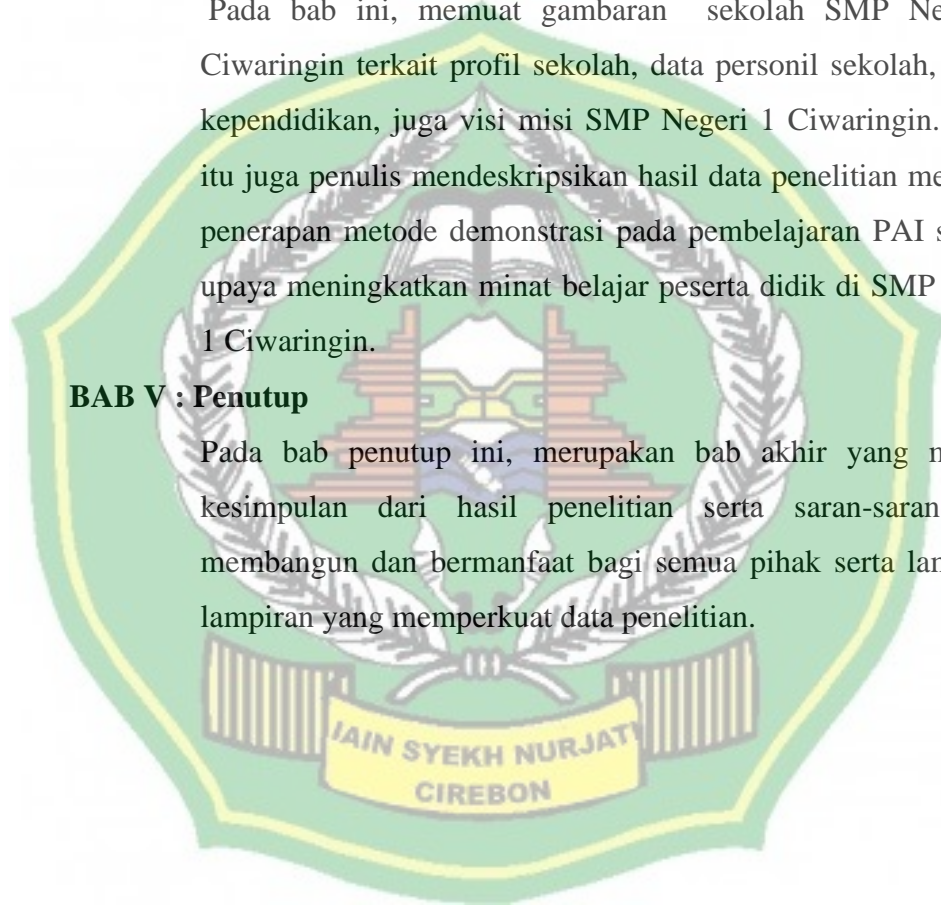 Pada bab ini, memuat gambaran sekolah SMP Ne
Ciwaringin terkait profil sekolah, data personil sekolah,
kependidikan, juga visi misi SMP Negeri 1 Ciwaringin.
itu juga penulis mendeskripsikan hasil data penelitian me
penerapan metode demonstrasi pada pembelajaran PAI s
upaya meningkatkan minat belajar peserta didik di SMP
1 Ciwaringin.
BAB V : Penutup
Pada bab penutup ini, merupakan bab akhir yang m
kesimpulan dari hasil penelitian serta saran-saran
membangun dan bermanfaat bagi semua pihak serta lam
lampiran yang memperkuat data penelitian.
IAIN SYEKH NURJATI
CIREBON